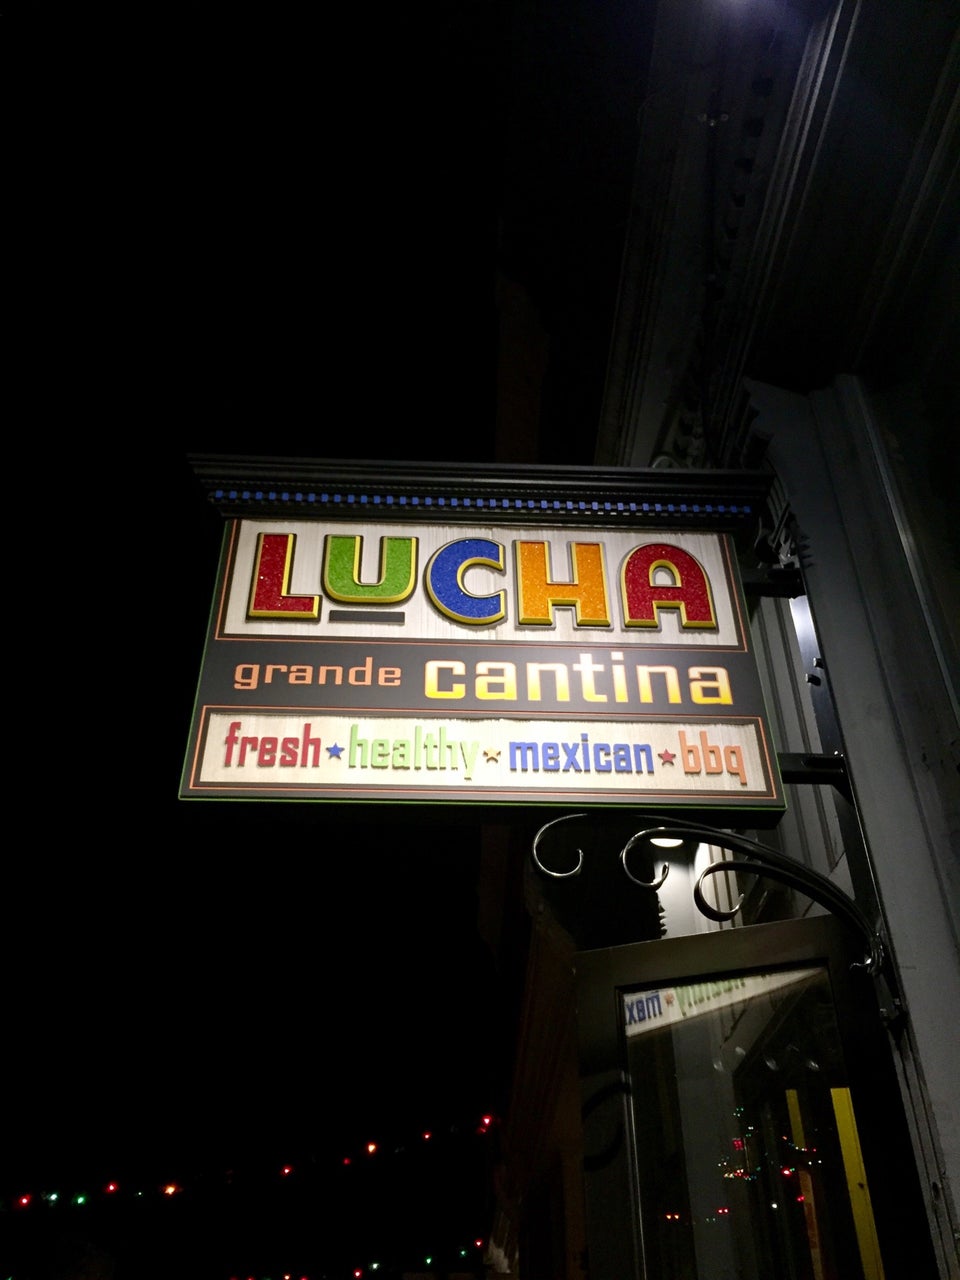 LUCHA
grande cantina
fresh★healthy★mexican★bbq